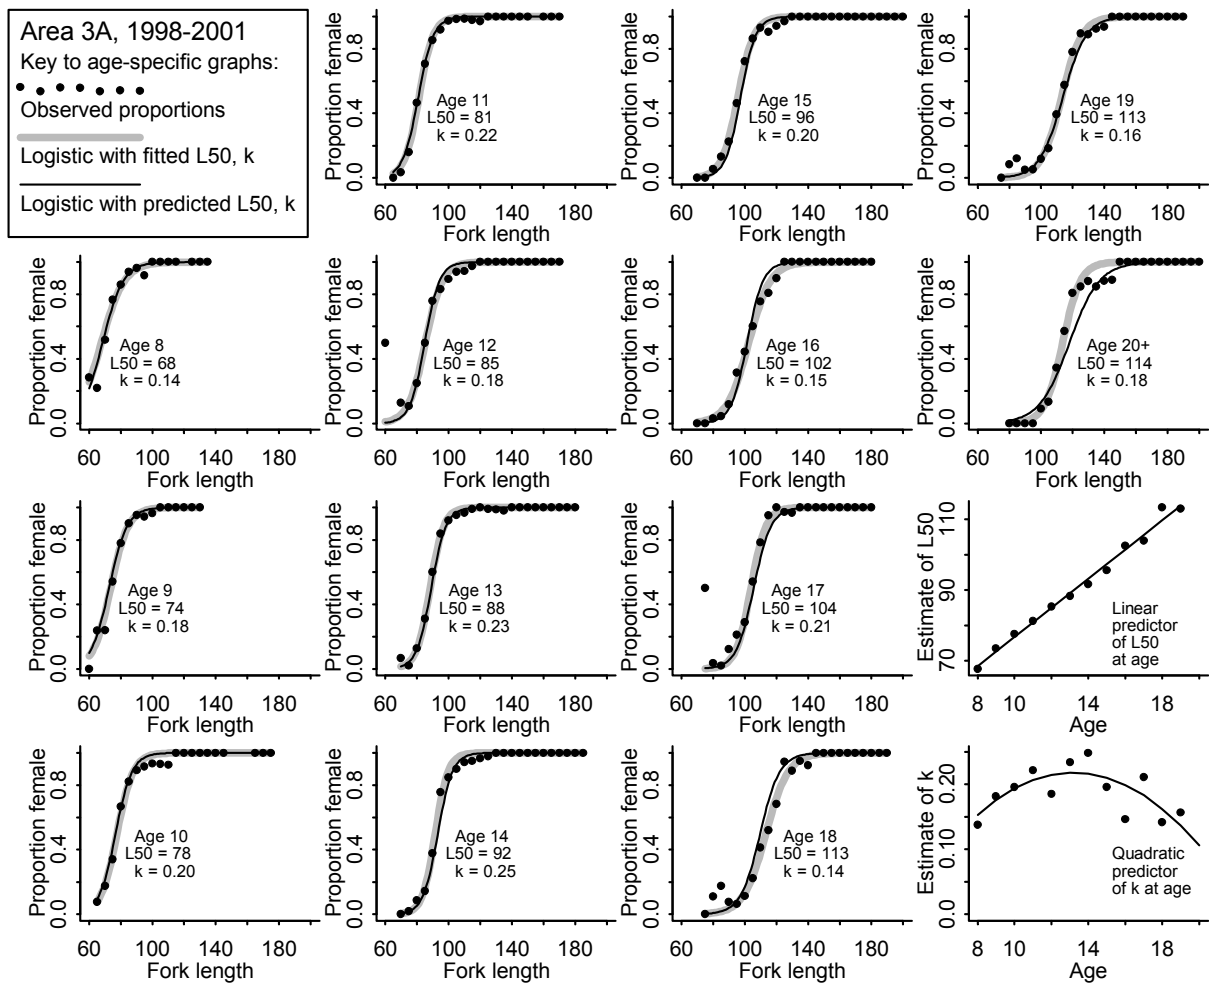 Area 3A, 1998-2001
Key to age-specific graphs:
Observed proportions
Logistic with fitted L50, k
Logistic with predicted L50, k
Proportion female
0.0 0.4 0.8
Age 11
L50 = 81
k = 0.22
60 100 140 180
Fork length
Proportion female
0.0 0.4 0.8
Age 15
L50 = 96
k = 0.20
60 100 140 180
Fork length
Proportion female
0.0 0.4 0.8
Age 19
L50 = 113
k = 0.16
60 100 140 180
Fork length
Proportion female
0.0 0.4 0.8
Age 8
L50 = 68
k = 0.14
60 100 140 180
Fork length
Proportion female
0.0 0.4 0.8
Age 12
L50 = 85
k = 0.18
60 100 140 180
Fork length
Proportion female
0.0 0.4 0.8
Age 16
L50 = 102
k = 0.15
60 100 140 180
Fork length
Proportion female
0.0 0.4 0.8
Age 20+
L50 = 114
k = 0.18
60 100 140 180
Fork length
Proportion female
0.0 0.4 0.8
Age 9
L50 = 74
k = 0.18
60 100 140 180
Fork length
Proportion female
0.0 0.4 0.8
Age 13
L50 = 88
k = 0.23
60 100 140 180
Fork length
Proportion female
0.0 0.4 0.8
Age 17
L50 = 104
k = 0.21
60 100 140 180
Fork length
Estimate of L50
70 90 110
Linear
predictor
of L50
at age
8 10 14 18
Age
Proportion female
0.0 0.4 0.8
Age 10
L50 = 78
k = 0.20
60 100 140 180
Fork length
Proportion female
0.0 0.4 0.8
Age 14
L50 = 92
k = 0.25
60 100 140 180
Fork length
Proportion female
0.0 0.4 0.8
Age 18
L50 = 113
k = 0.14
60 100 140 180
Fork length
Estimate of k
0.0 0.10 0.20
Quadratic
predictor
of k at age
8 10 14 18
Age